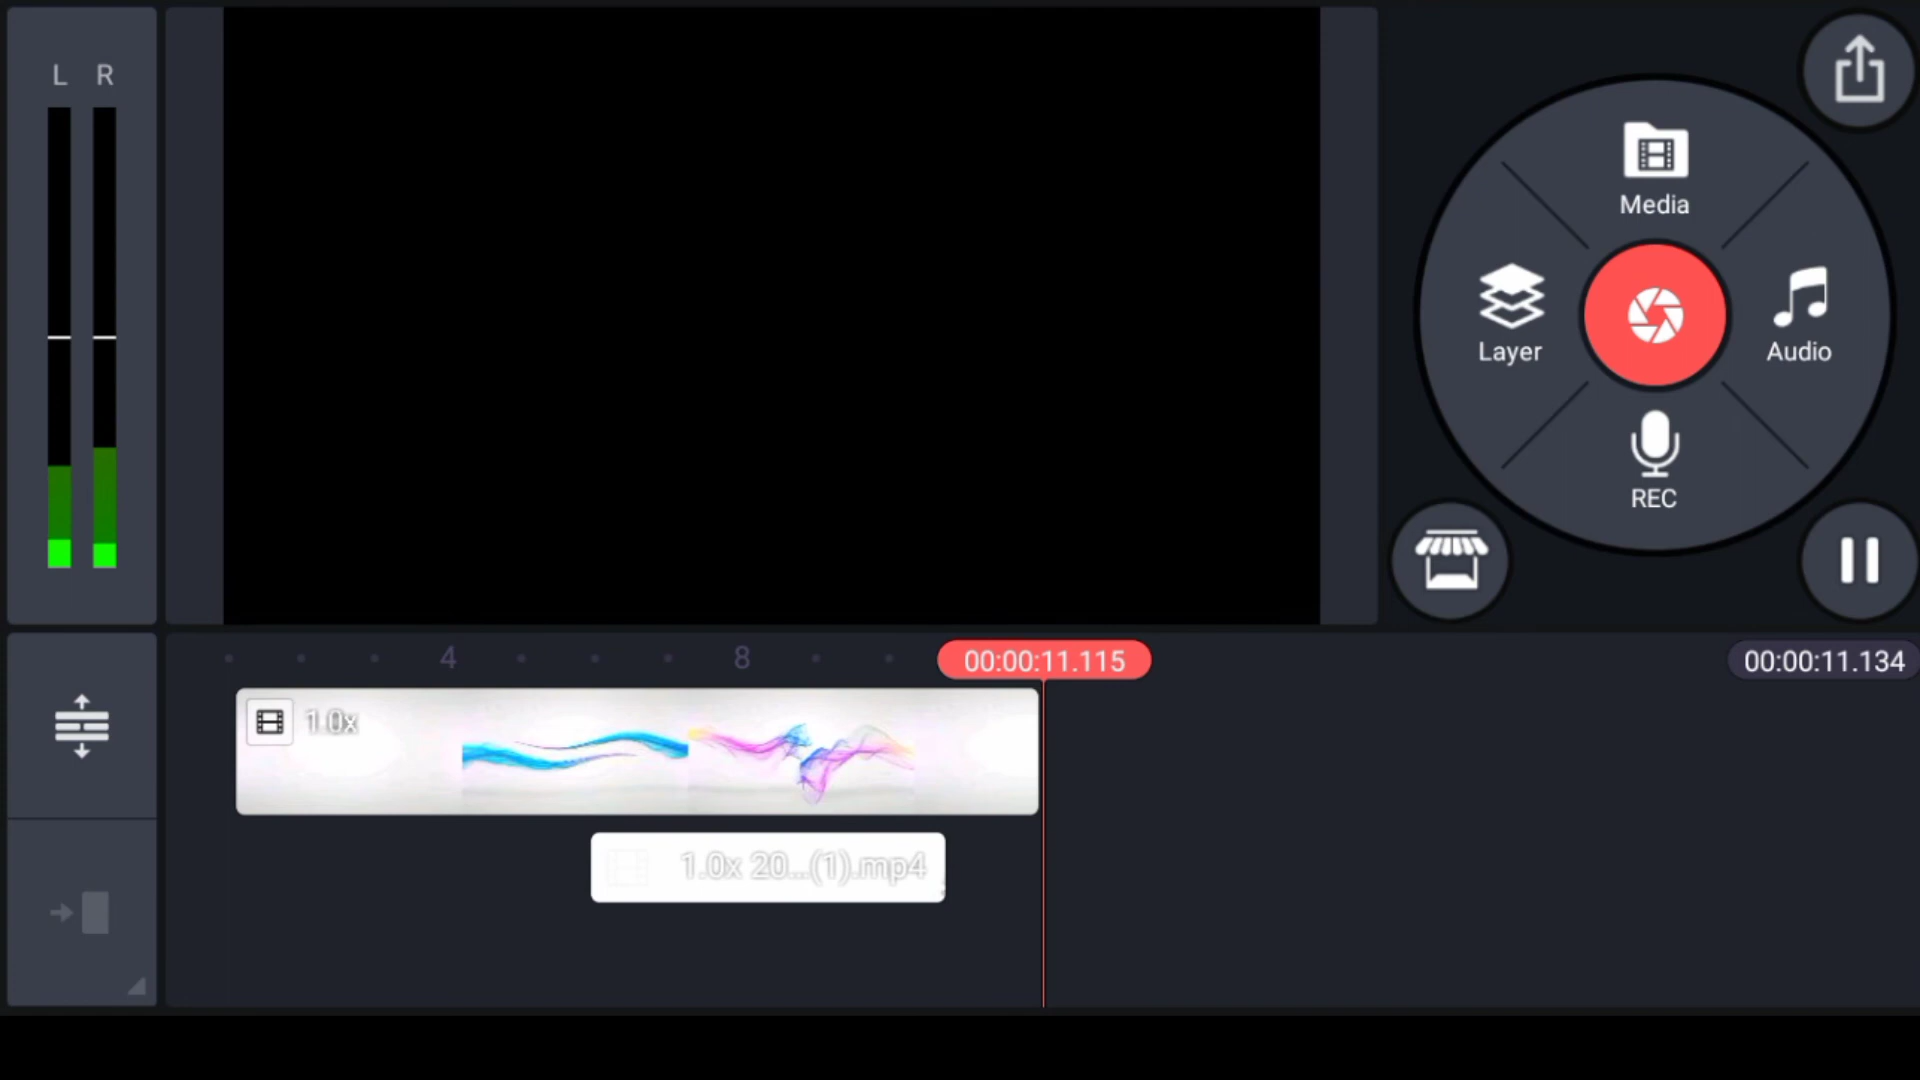 L R
Media
Layer
Audio
REC
4
8
00:00:11.115
00:00:11.134
1.0x
1.0x 20...(1).mp4